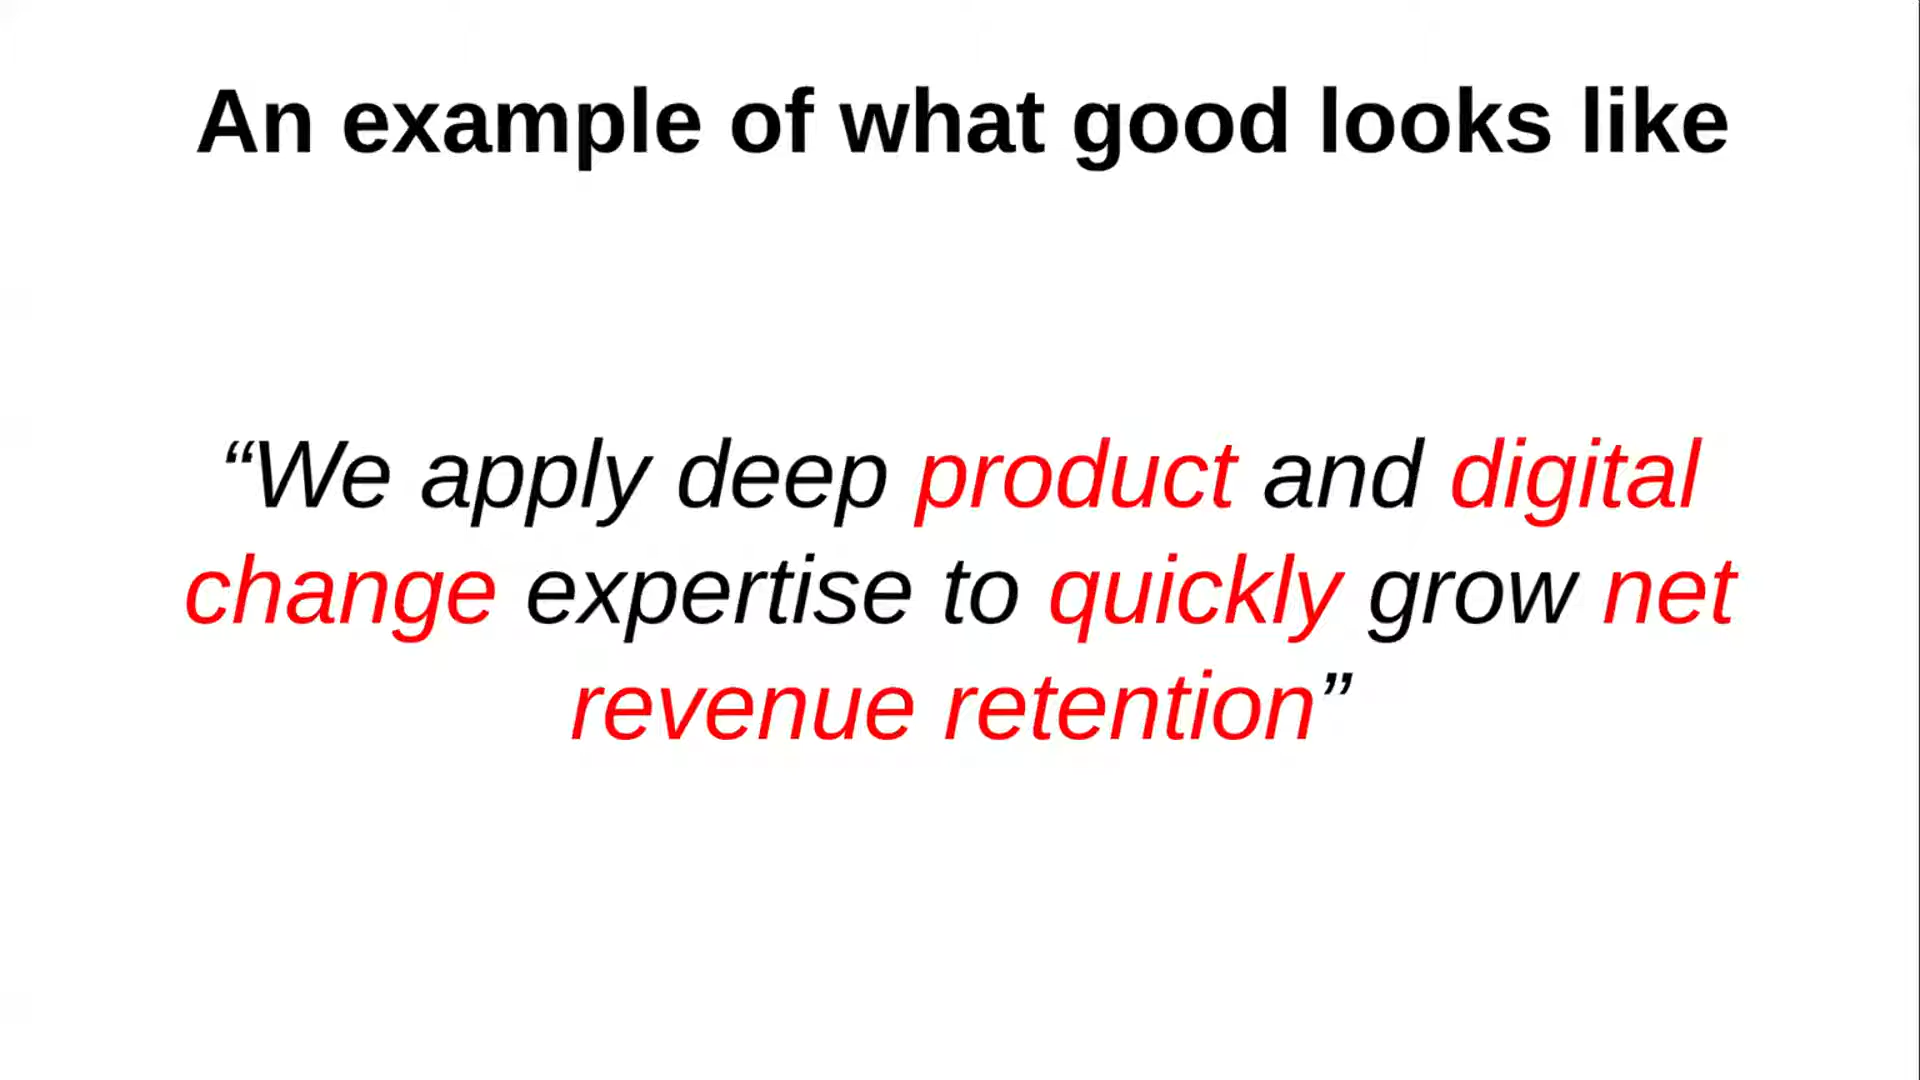 An example of what good looks like
“We apply deep product and digital
change expertise to quickly grow net
revenue retention”